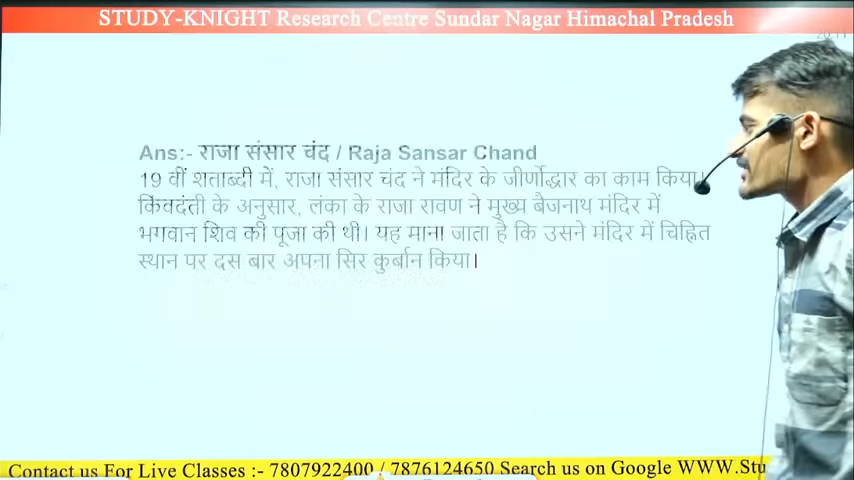 STUDY-KNIGHT Research Centre Sundar Nagar Himachal Pradesh
Ans:- राजा संसार चंद / Raja Sansar Chand
19 वीं शताब्दी में, राजा संसार चंद ने मंदिर के जीर्णोद्धार का काम किया।
किंवदंती के अनुसार, लंका के राजा रावण ने मुख्य बैजनाथ मंदिर में
भगवान शिव की पूजा की थी। यह माना जाता है कि उसने मंदिर में चिह्नित
स्थान पर दस बार अपना सिर कुर्बान किया।
Contact us For Live Classes :- 7807922400 / 7876124650 Search us on Google WWW.Stu